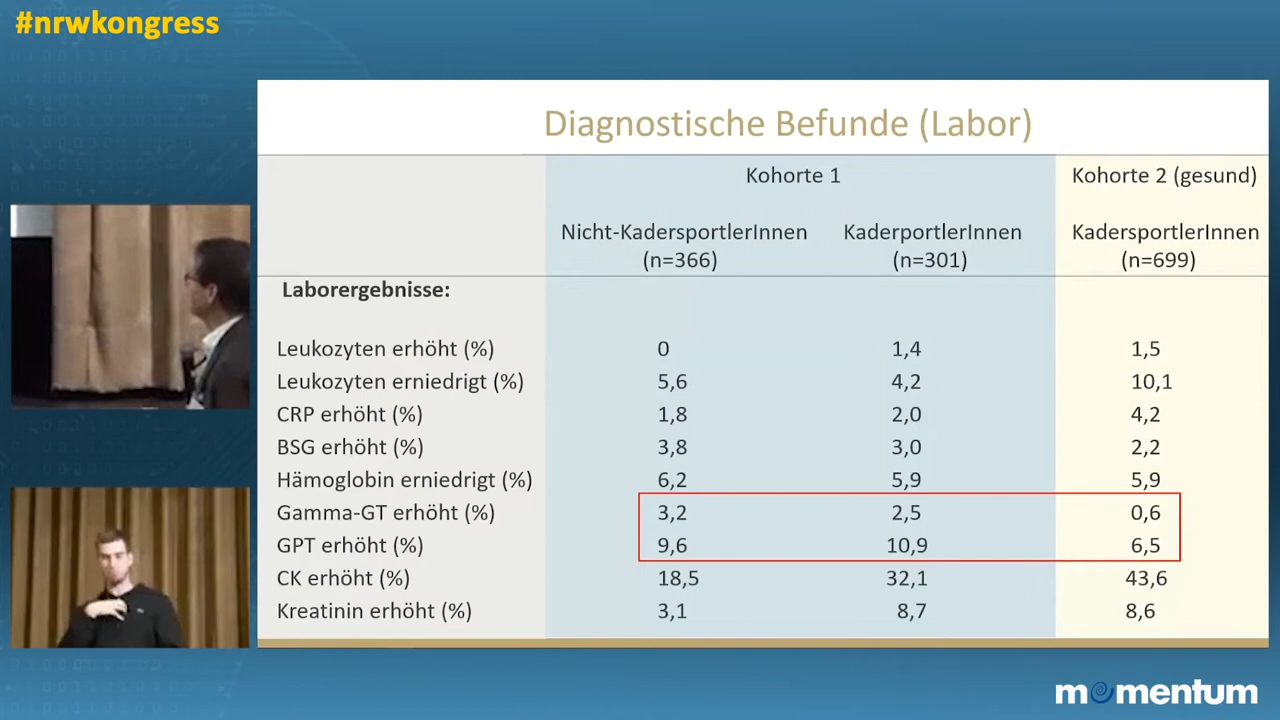 #nrwkongress
Diagnostische Befunde (Labor)
Kohorte 1 Kohorte 2 (gesund)
Nicht-KadersportlerInnen KaderportlerInnen KadersportlerInnen
(n=366) (n=301) (n=699)
Laborergebnisse:
Leukozyten erhöht (%) 0 1,4 1,5
Leukozyten erniedrigt (%) 5,6 4,2 10,1
CRP erhöht (%) 1,8 2,0 4,2
BSG erhöht (%) 3,8 3,0 2,2
Hämoglobin erniedrigt (%) 6,2 5,9 5,9
Gamma-GT erhöht (%) 3,2 2,5 0,6
GPT erhöht (%) 9,6 10,9 6,5
CK erhöht (%) 18,5 32,1 43,6
Kreatinin erhöht (%) 3,1 8,7 8,6
momentum